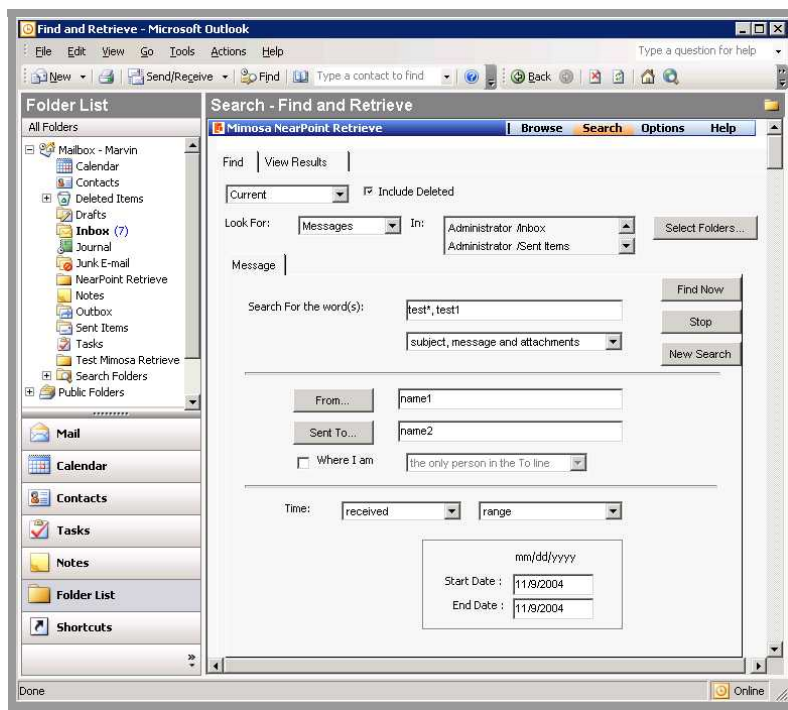 Find and Retrieve - Microsoft Outlook
File Edit View Go Tools Actions Help Type a question for help
New Send/Receive Find Type a contact to find Back
Folder List
All Folders
Mailbox - Marvin
Calendar
Contacts
Deleted Items
Drafts
Inbox (7)
Journal
Junk E-mail
NearPoint Retrieve
Notes
Outbox
Sent Items
Tasks
Test Mimosa Retrieve
Search Folders
Public Folders
Mail
Calendar
Contacts
Tasks
Notes
Folder List
Shortcuts
Search - Find and Retrieve
Mimosa NearPoint Retrieve Browse Search Options Help
Find View Results
Current Include Deleted
Look For: Messages In: Administrator /Inbox Select Folders...
Administrator /Sent Items
Message
Find Now
Search For the word(s): test*, test1
Stop
subject, message and attachments
New Search
From... name1
Sent To... name2
Where I am the only person in the To line
Time: received range
mm/dd/yyyy
Start Date : 11/9/2004
End Date : 11/9/2004
Done Online